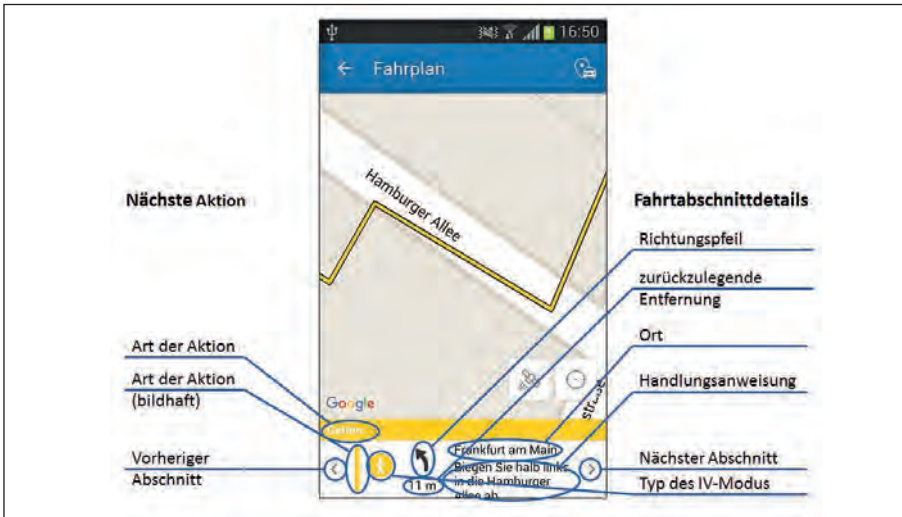 16:50
Fahrplan
Nächste Aktion
Hamburger Allee
Fahrtabschnittdetails
Richtungspfeil
zurückzulegende
Entfernung
Art der Aktion
Ort
Art der Aktion
(bildhaft)
Handlungsanweisung
Google
Gehen
Vorheriger
Abschnitt
Frankfurt am Main
Biegen Sie halb links
in die Hamburger
Allee ab
11 m
Nächster Abschnitt
Typ des IV-Modus